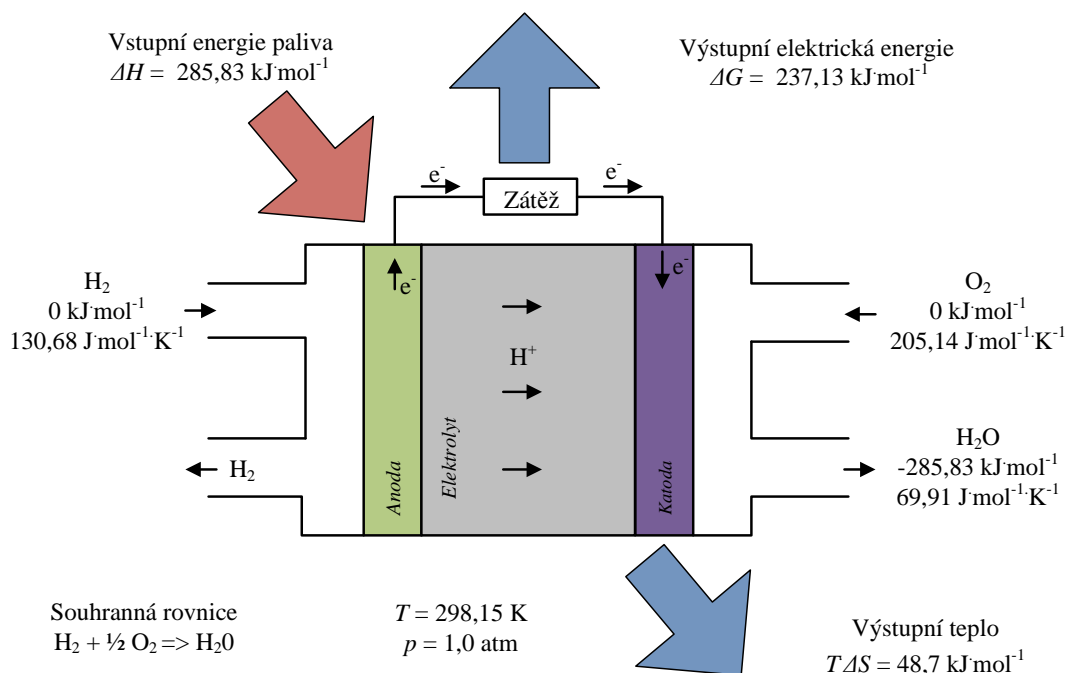 Vstupní energie paliva
ΔH = 285,83 kJ·mol⁻¹
Výstupní elektrická energie
ΔG = 237,13 kJ·mol⁻¹
e⁻
Zátěž
e⁻
e⁻
e⁻
H₂
0 kJ·mol⁻¹
130,68 J·mol⁻¹·K⁻¹
O₂
0 kJ·mol⁻¹
205,14 J·mol⁻¹·K⁻¹
H⁺
H₂
Anoda
Elektrolyt
Katoda
H₂O
-285,83 kJ·mol⁻¹
69,91 J·mol⁻¹·K⁻¹
Souhranná rovnice
H₂ + ½ O₂ => H₂0
T = 298,15 K
p = 1,0 atm
Výstupní teplo
TΔS = 48,7 kJ·mol⁻¹